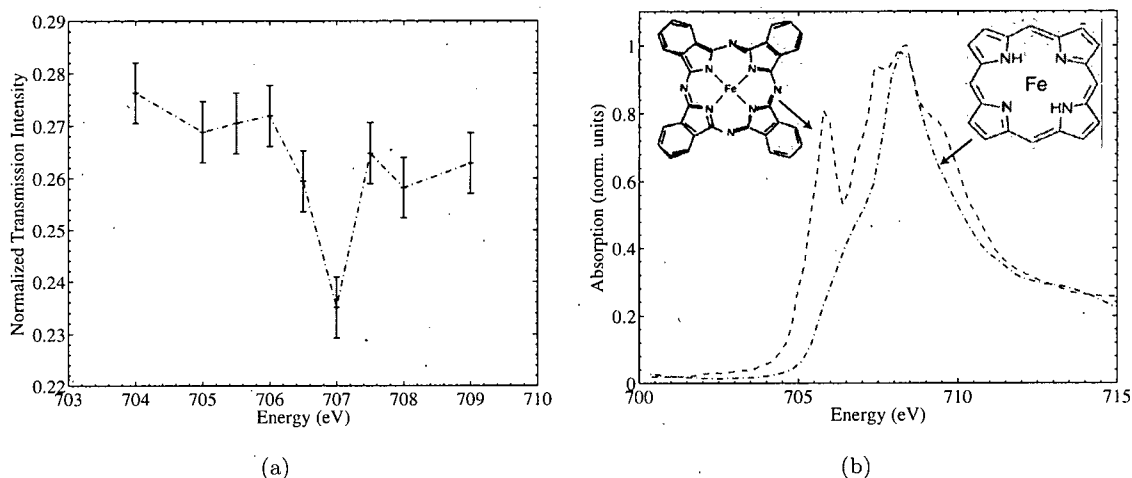 0.29
0.28
0.27
0.26
0.25
0.24
0.23
0.22
Normalized Transmission Intensity
703 704 705 706 707 708 709 710
Energy (eV)
(a)
1
0.8
0.6
0.4
0.2
0
Absorption (norm. units)
N
N
N
N
Fe
N
N
N
N
NH
N
Fe
N
HN
700 705 710 715
Energy (eV)
(b)